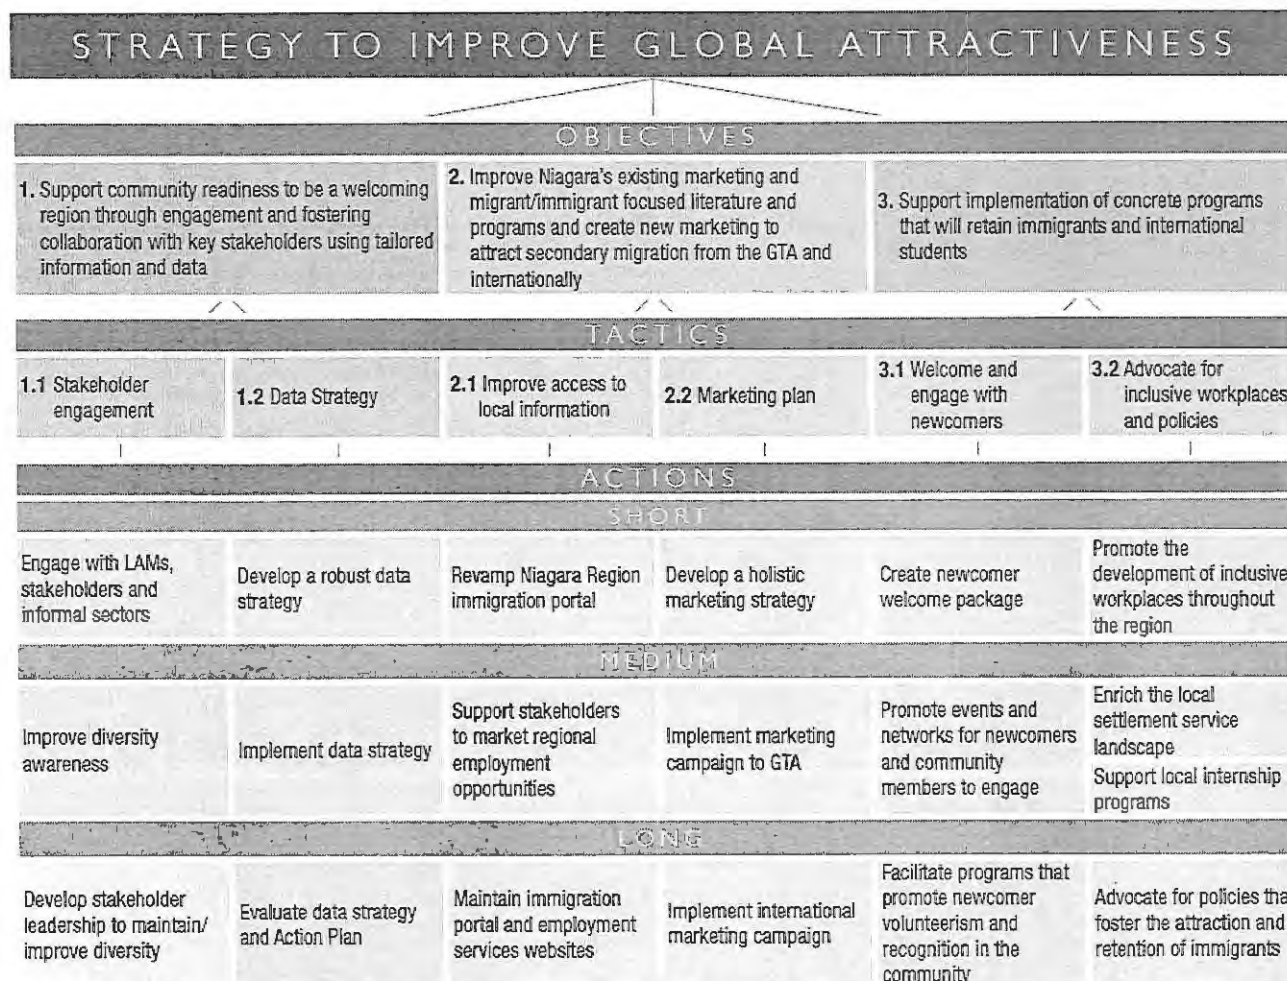 STRATEGY TO IMPROVE GLOBAL ATTRACTIVENESS
OBJECTIVES
1. Support community readiness to be a welcoming
region through engagement and fostering
collaboration with key stakeholders using tailored
information and data
2. Improve Niagara's existing marketing and
migrant/immigrant focused literature and
programs and create new marketing to
attract secondary migration from the GTA and
internationally
3. Support implementation of concrete programs
that will retain immigrants and international
students
TACTICS
1.1 Stakeholder
engagement
1.2 Data Strategy
2.1 Improve access to
local information
2.2 Marketing plan
3.1 Welcome and
engage with
newcomers
3.2 Advocate for
inclusive workplaces
and policies
ACTIONS
SHORT
Engage with LAMs,
stakeholders and
informal sectors
Develop a robust data
strategy
Revamp Niagara Region
immigration portal
Develop a holistic
marketing strategy
Create newcomer
welcome package
Promote the
development of inclusive
workplaces throughout
the region
MEDIUM
Improve diversity
awareness
Implement data strategy
Support stakeholders
to market regional
employment
opportunities
Implement marketing
campaign to GTA
Promote events and
networks for newcomers
and community
members to engage
Enrich the local
settlement service
landscape
Support local internship
programs
LONG
Develop stakeholder
leadership to maintain/
improve diversity
Evaluate data strategy
and Action Plan
Maintain immigration
portal and employment
services websites
Implement international
marketing campaign
Facilitate programs that
promote newcomer
volunteerism and
recognition in the
community
Advocate for policies tha
foster the attraction and
retention of immigrants